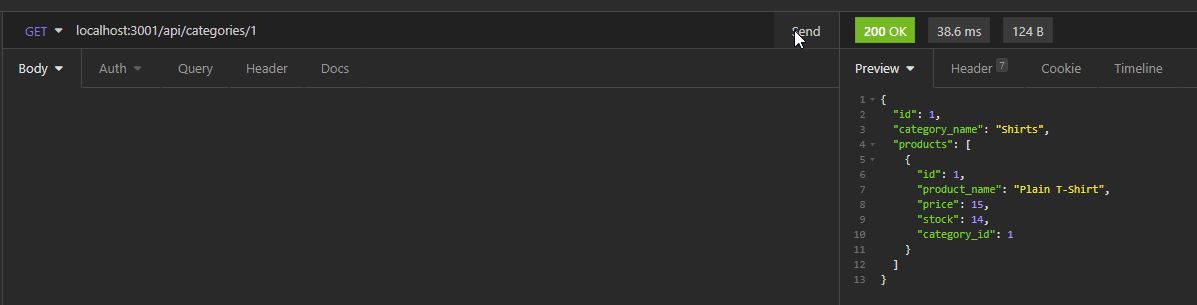 GET localhost:3001/api/categories/1 Send 200 OK 38.6 ms 124 B
Body Auth Query Header Docs Preview Header 7 Cookie Timeline
1 {
2 "id": 1,
3 "category_name": "Shirts",
4 "products": [
5 {
6 "id": 1,
7 "product_name": "Plain T-Shirt",
8 "price": 15,
9 "stock": 14,
10 "category_id": 1
11 }
12 ]
13 }